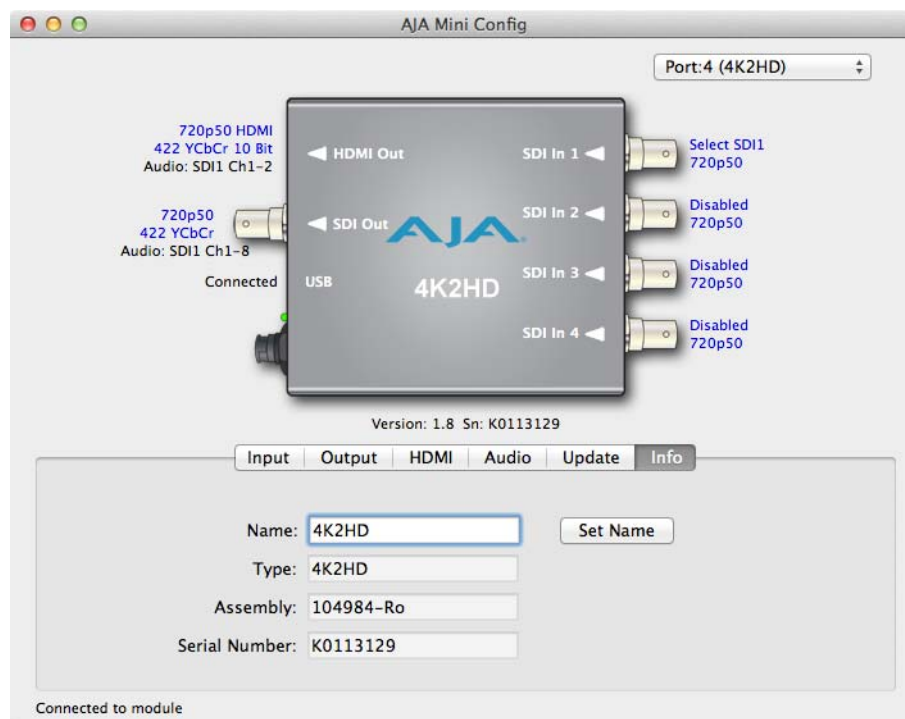 AJA Mini Config
Port:4 (4K2HD)
720p50 HDMI
422 YCbCr 10 Bit
Audio: SDI1 Ch1-2
HDMI Out
SDI In 1
Select SDI1
720p50
720p50
422 YCbCr
Audio: SDI1 Ch1-8
SDI Out
AJA
SDI In 2
Disabled
720p50
Connected
USB
4K2HD
SDI In 3
Disabled
720p50
SDI In 4
Disabled
720p50
Version: 1.8 Sn: K0113129
Input Output HDMI Audio Update Info
Name: 4K2HD Set Name
Type: 4K2HD
Assembly: 104984-Ro
Serial Number: K0113129
Connected to module